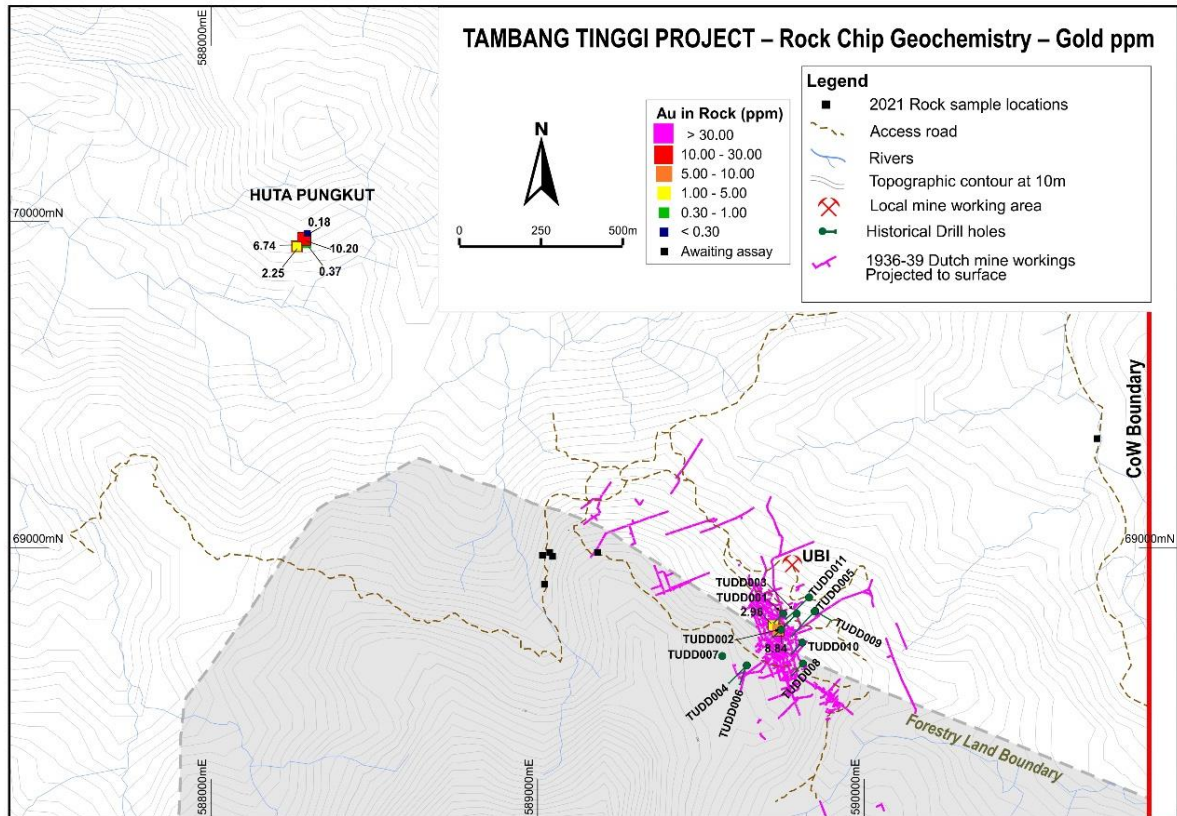 TAMBANG TINGGI PROJECT – Rock Chip Geochemistry – Gold ppm
588000mE
Legend
2021 Rock sample locations
Access road
Rivers
Topographic contour at 10m
Local mine working area
Historical Drill holes
1936-39 Dutch mine workings
Projected to surface
Au in Rock (ppm)
> 30.00
10.00 - 30.00
5.00 - 10.00
1.00 - 5.00
0.30 - 1.00
< 0.30
Awaiting assay
N
0 250 500m
HUTA PUNGKUT
70000mN
0.18
6.74
10.20
2.25
0.37
CoW Boundary
69000mN
69000mN
UBI
TUDD003
TUDD011
TUDD001
TUDD005
2.98
TUDD002
TUDD009
8.84
TUDD010
TUDD007
TUDD008
TUDD004
TUDD006
Forestry Land Boundary
588000mE
589000mE
590000mE